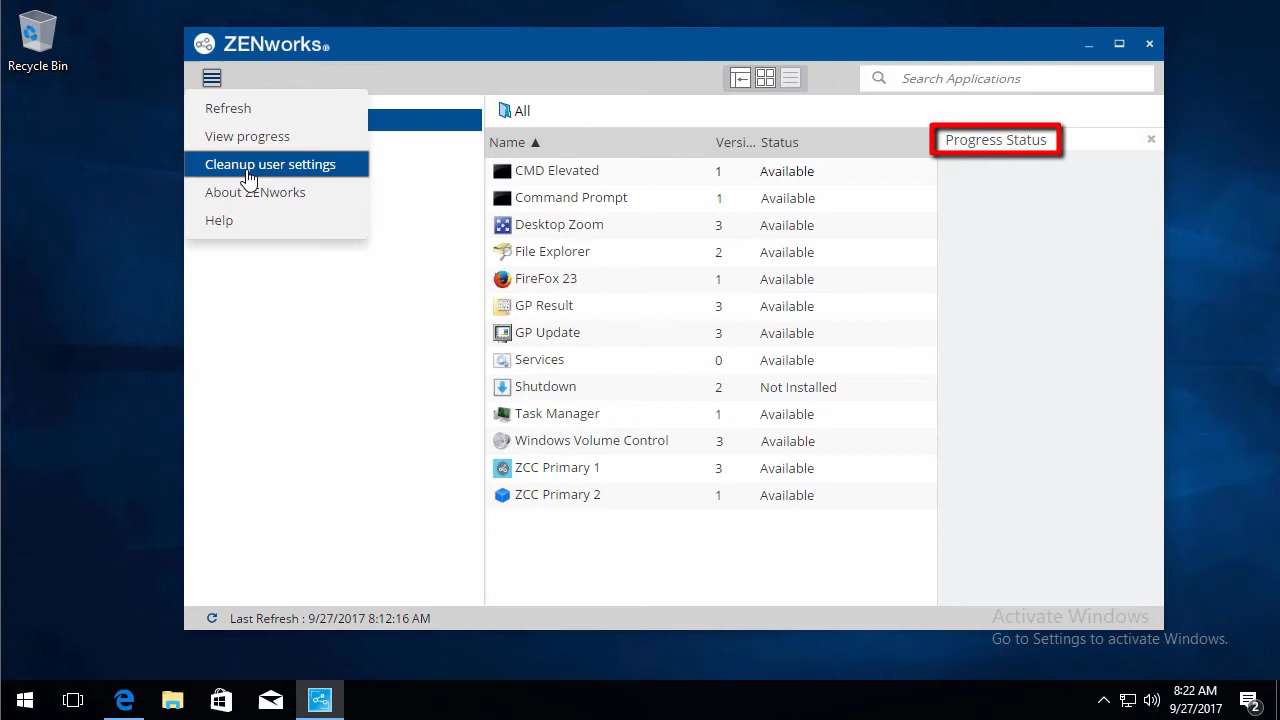 Recycle Bin
ZENworks®
Search Applications
Refresh
View progress
Cleanup user settings
About ZENworks
Help
All
Name ▲ Versi... Status
Progress Status
CMD Elevated 1 Available
Command Prompt 1 Available
Desktop Zoom 3 Available
File Explorer 2 Available
FireFox 23 1 Available
GP Result 3 Available
GP Update 3 Available
Services 0 Available
Shutdown 2 Not Installed
Task Manager 1 Available
Windows Volume Control 3 Available
ZCC Primary 1 3 Available
ZCC Primary 2 1 Available
Last Refresh : 9/27/2017 8:12:16 AM
Activate Windows
Go to Settings to activate Windows.
8:22 AM
9/27/2017
2